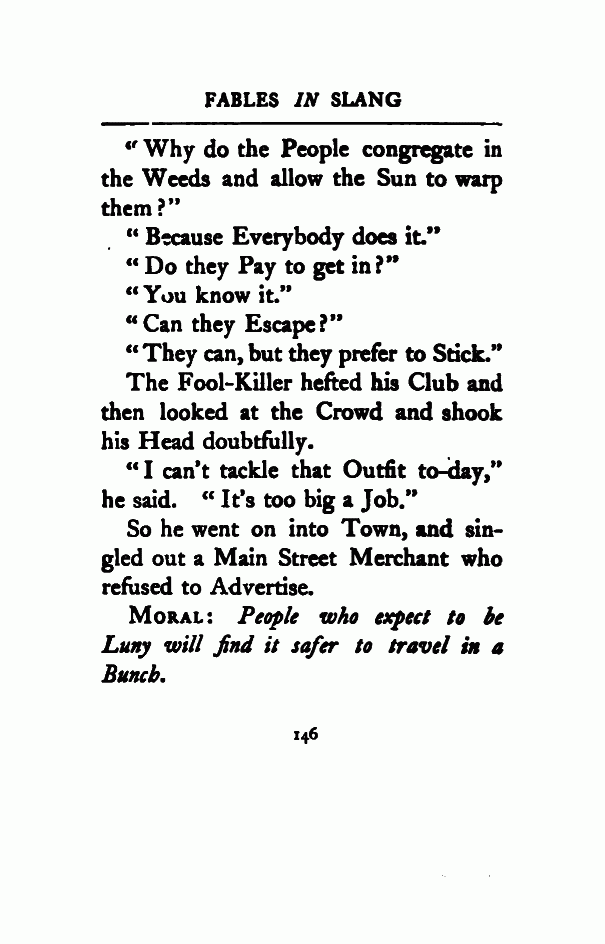 FABLES IN SLANG
"Why do the People congregate in
the Weeds and allow the Sun to warp
them?"
"Because Everybody does it."
"Do they Pay to get in?"
"You know it."
"Can they Escape?"
"They can, but they prefer to Stick."
The Fool-Killer hefted his Club and
then looked at the Crowd and shook
his Head doubtfully.
"I can't tackle that Outfit to-day,"
he said. "It's too big a Job."
So he went on into Town, and sin-
gled out a Main Street Merchant who
refused to Advertise.
MORAL: People who expect to be
Luny will find it safer to travel in a
Bunch.
146